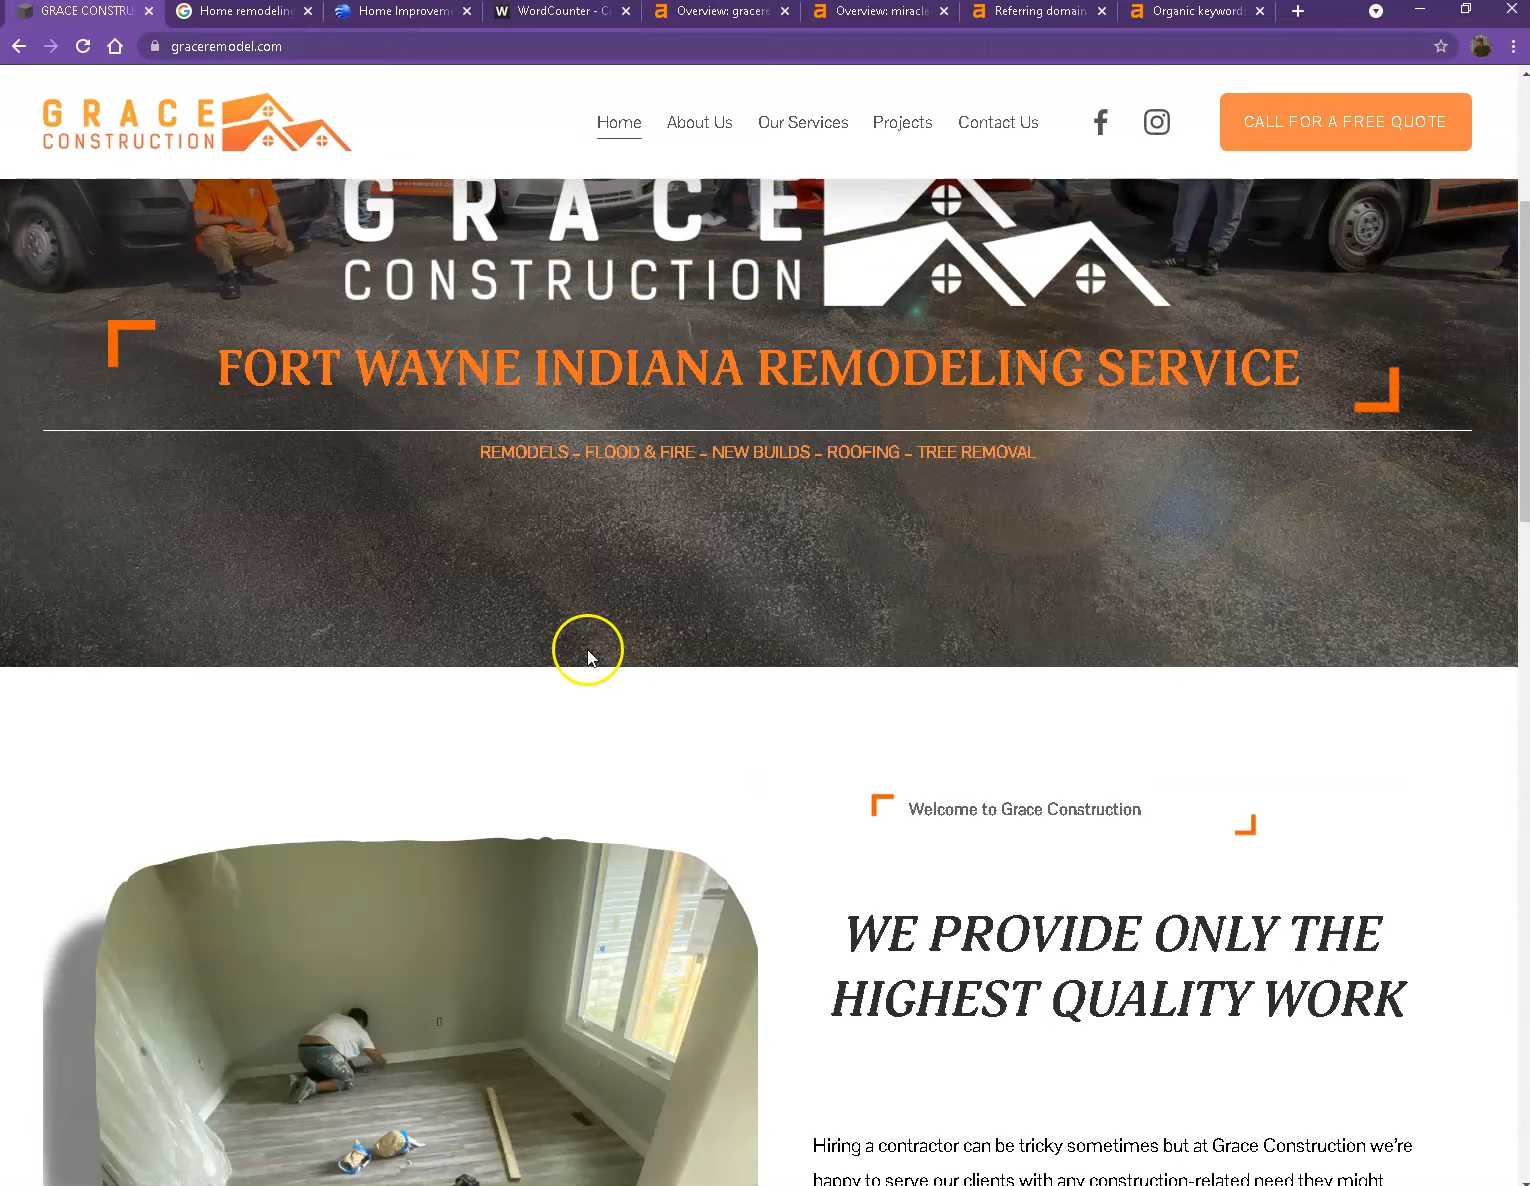 GRACE CONSTRU
Home remodelin
Home Improvem
WordCounter - C
Overview: gracere
Overview: miracle
Referring domain
Organic keyword
graceremodel.com
GRACE
CONSTRUCTION
Home
About Us
Our Services
Projects
Contact Us
CALL FOR A FREE QUOTE
GRACE
CONSTRUCTION
FORT WAYNE INDIANA REMODELING SERVICE
REMODELS – FLOOD & FIRE – NEW BUILDS – ROOFING – TREE REMOVAL
Welcome to Grace Construction
WE PROVIDE ONLY THE
HIGHEST QUALITY WORK
Hiring a contractor can be tricky sometimes but at Grace Construction we’re
happy to serve our clients with any construction-related need they might